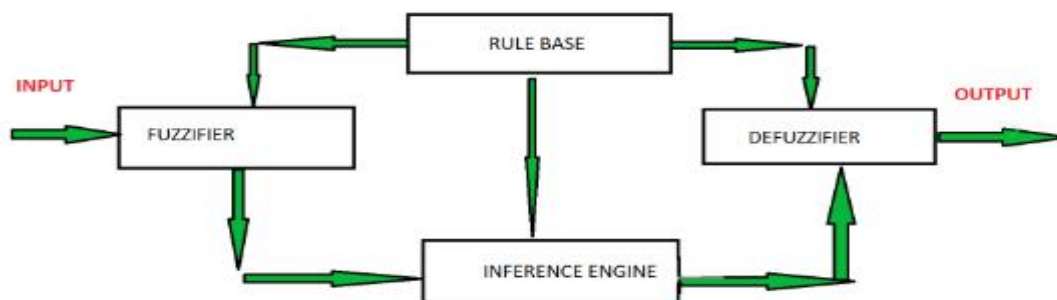 RULE BASE
INPUT
OUTPUT
FUZZIFIER
DEFUZZIFIER
INFERENCE ENGINE